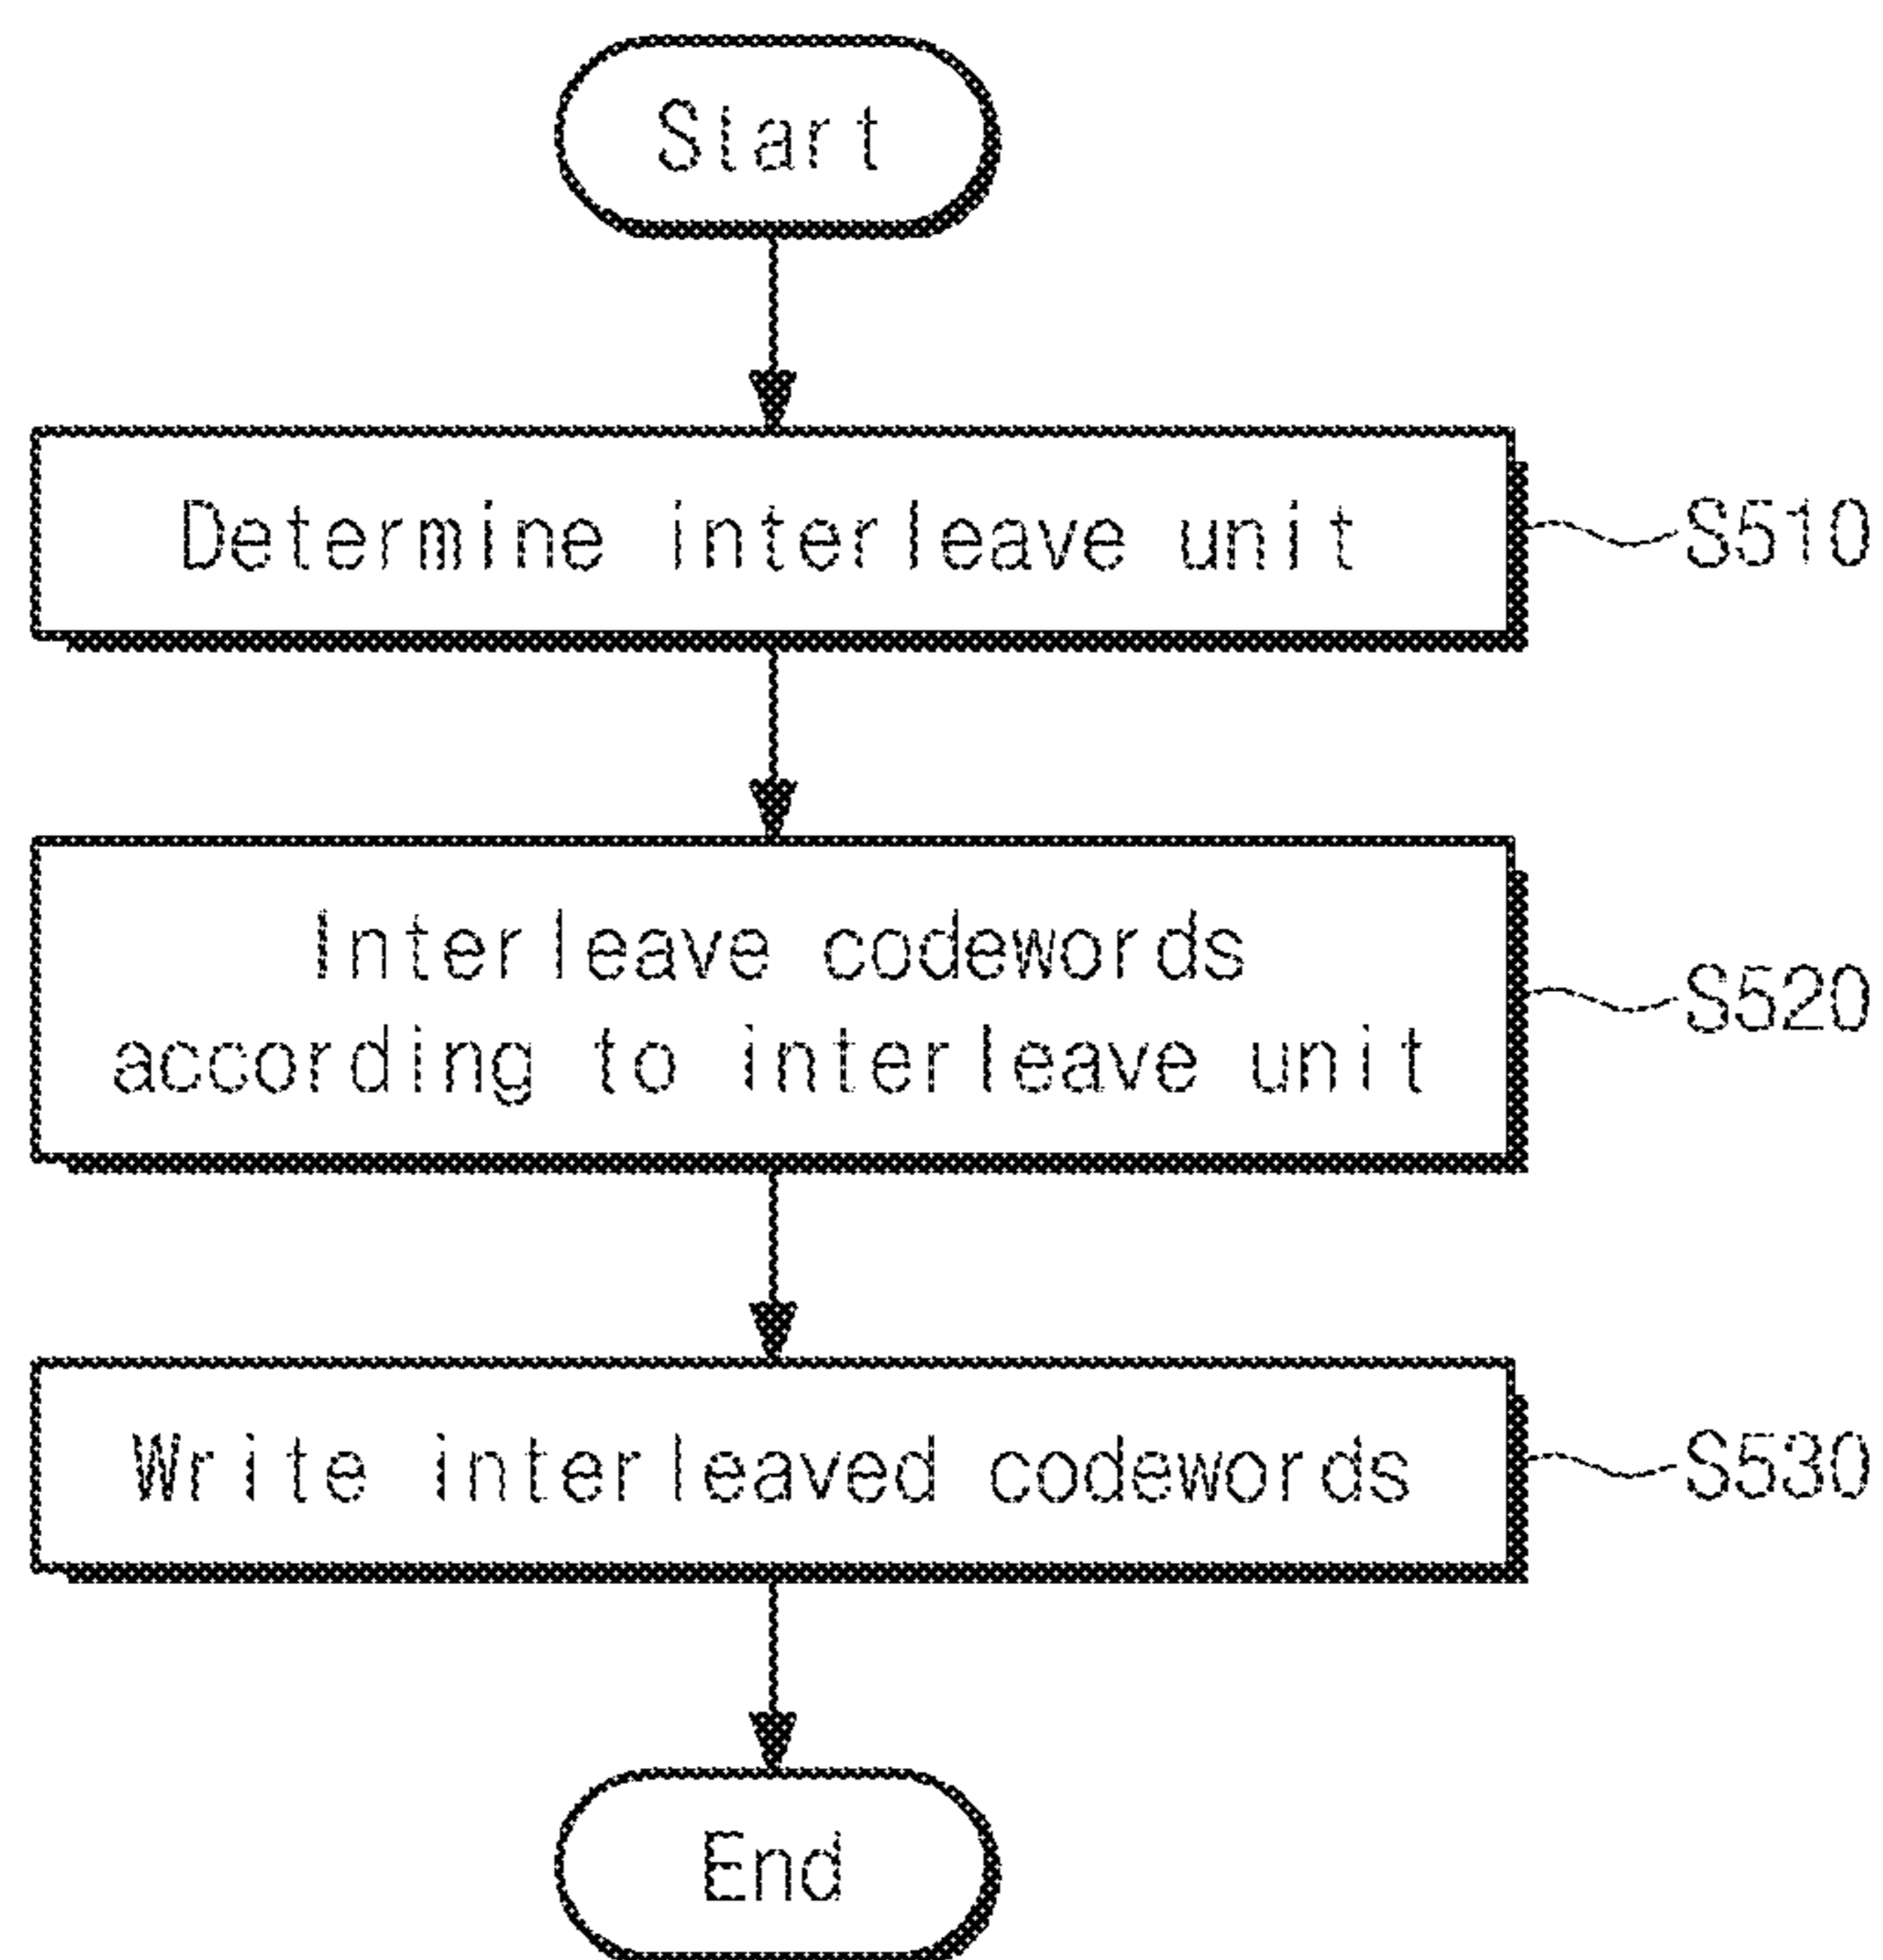 Start
Determine interleave unit
S510
Interleave codewords
according to interleave unit
S520
Write interleaved codewords
S530
End